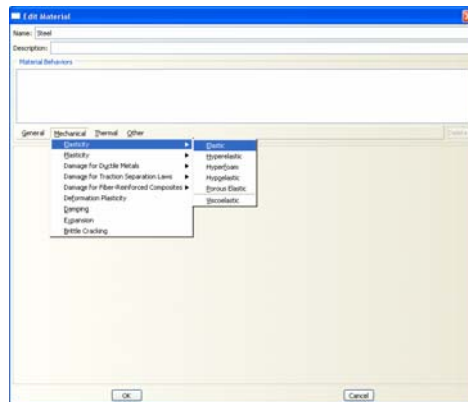 Edit Material
Name: Steel
Description:
Material Behaviors
General Mechanical Thermal Other
Elasticity
Plasticity
Damage for Ductile Metals
Damage for Traction Separation Laws
Damage for Fiber-Reinforced Composites
Deformation Plasticity
Damping
Expansion
Brittle Cracking
Elastic
Hyperelastic
Hyperfoam
Hypoelastic
Porous Elastic
Viscoelastic
OK Cancel